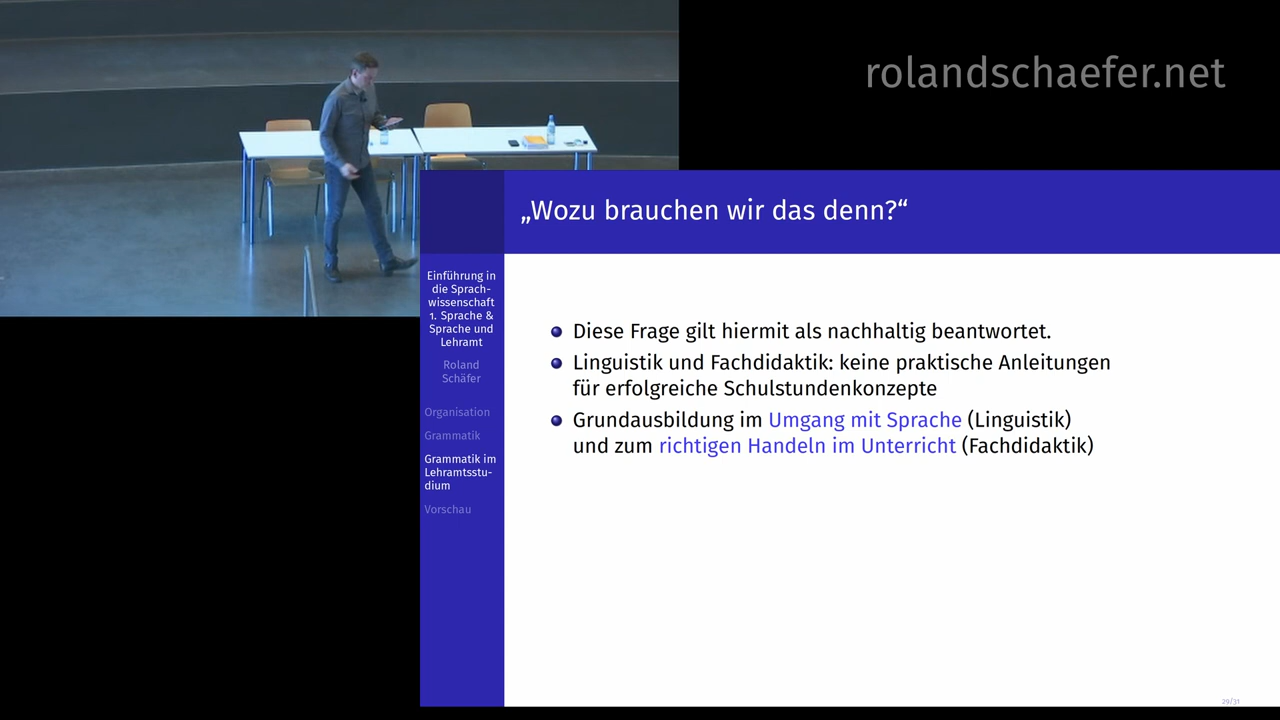 rolandschaefer.net
„Wozu brauchen wir das denn?“
Einführung in
die Sprach-
wissenschaft
1. Sprache &
Sprache und
Lehramt
Roland
Schäfer
Organisation
Grammatik
Grammatik im
Lehramtsstu-
dium
Vorschau
Diese Frage gilt hiermit als nachhaltig beantwortet.
Linguistik und Fachdidaktik: keine praktische Anleitungen
für erfolgreiche Schulstundenkonzepte
Grundausbildung im Umgang mit Sprache (Linguistik)
und zum richtigen Handeln im Unterricht (Fachdidaktik)
29/31